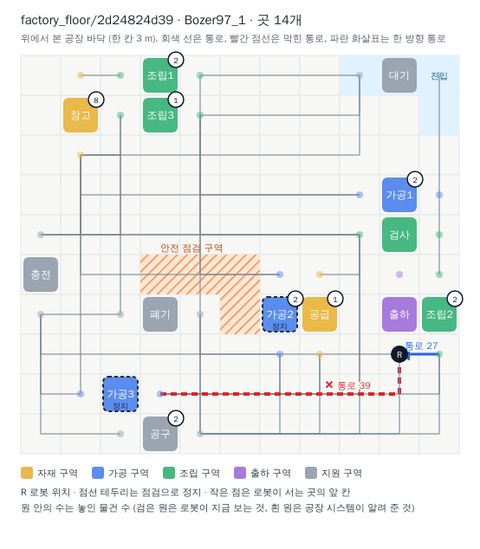 factory_floor/2d24824d39 · Bozer97_1 · 곳 14개
위에서 본 공장 바닥 (한 칸 3 m). 회색 선은 통로, 빨간 점선은 막힌 통로, 파란 화살표는 한 방향 통로
조립1 2
대기
진입
창고 8
조립3 1
가공1 2
검사
안전 점검 구역
충전
폐기
가공2 2
정지
공급 1
출하
조립2 2
통로 27
R
✕ 통로 39
가공3
정지
공구 2
자재 구역 가공 구역 조립 구역 출하 구역 지원 구역
R 로봇 위치 · 점선 테두리는 점검으로 정지 · 작은 점은 로봇이 서는 곳의 앞 칸
원 안의 수는 놓인 물건 수 (검은 원은 로봇이 지금 보는 것, 흰 원은 공장 시스템이 알려 준 것)